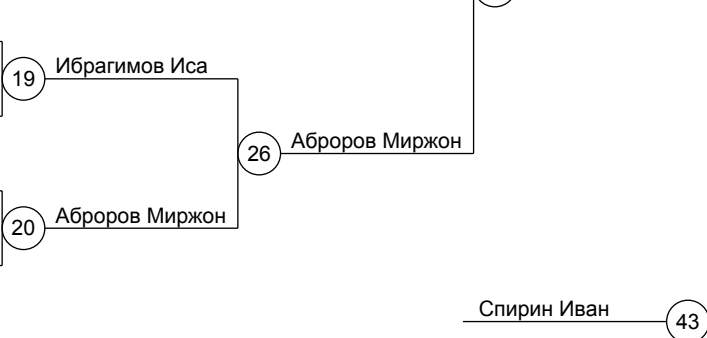 Ибрагимов Иса
19
26
Аброров Миржон
20
Аброров Миржон
Спирин Иван
43